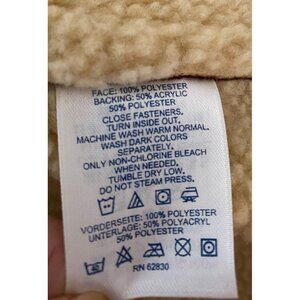 FACE: 100% POLYESTER
BACKING: 50% ACRYLIC
50% POLYESTER
CLOSE FASTENERS.
TURN INSIDE OUT.
MACHINE WASH WARM NORMAL.
WASH DARK COLORS
SEPARATELY.
ONLY NON-CHLORINE BLEACH
WHEN NEEDED.
TUMBLE DRY LOW.
DO NOT STEAM PRESS.
VORDERSEITE: 100% POLYESTER
UNTERLAGE: 50% POLYACRYL
50% POLYESTER
RN 62830